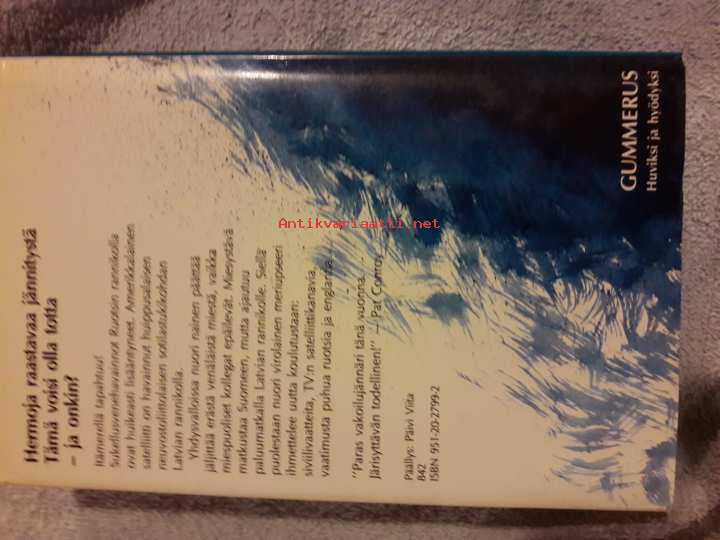 Hermoja raastavaa jännitystä
Tämä voisi olla totta
– ja onkin?
Itämerellä tapahtuu!
Sukellusvenehavainnot Ruotsin rannikolla
ovat huikeasti lisääntyneet. Amerikkalainen
satelliitti on havainnut huippusalaisen
neuvostoliittolaisen sotilastukikohdan
Latvian rannikolla.
Yhdysvalloissa nuori nainen päättää
jäljittää erästä venäläistä miestä, vaikka
miespuoliset kollegat epäilevät. Miesystävä
matkustaa Suomeen, mutta ajautuu
paluumatkalla Latvian rannikolle. Siellä
puolestaan nuori virolainen meriupseeri
ihmettelee uutta koulutustaan:
siviilivaatteita, TV:n satelliittikanavia,
vaatimusta puhua ruotsia ja englantia . . .
"Paras vakoilujännäri tänä vuonna.
Järisyttävän todellinen!" — Pat Conroy
Päällys: Päivi Viita
842
ISBN 951-20-2799-2
GUMMERUS
Huviksi ja hyödyksi
Antikvariaatti.net